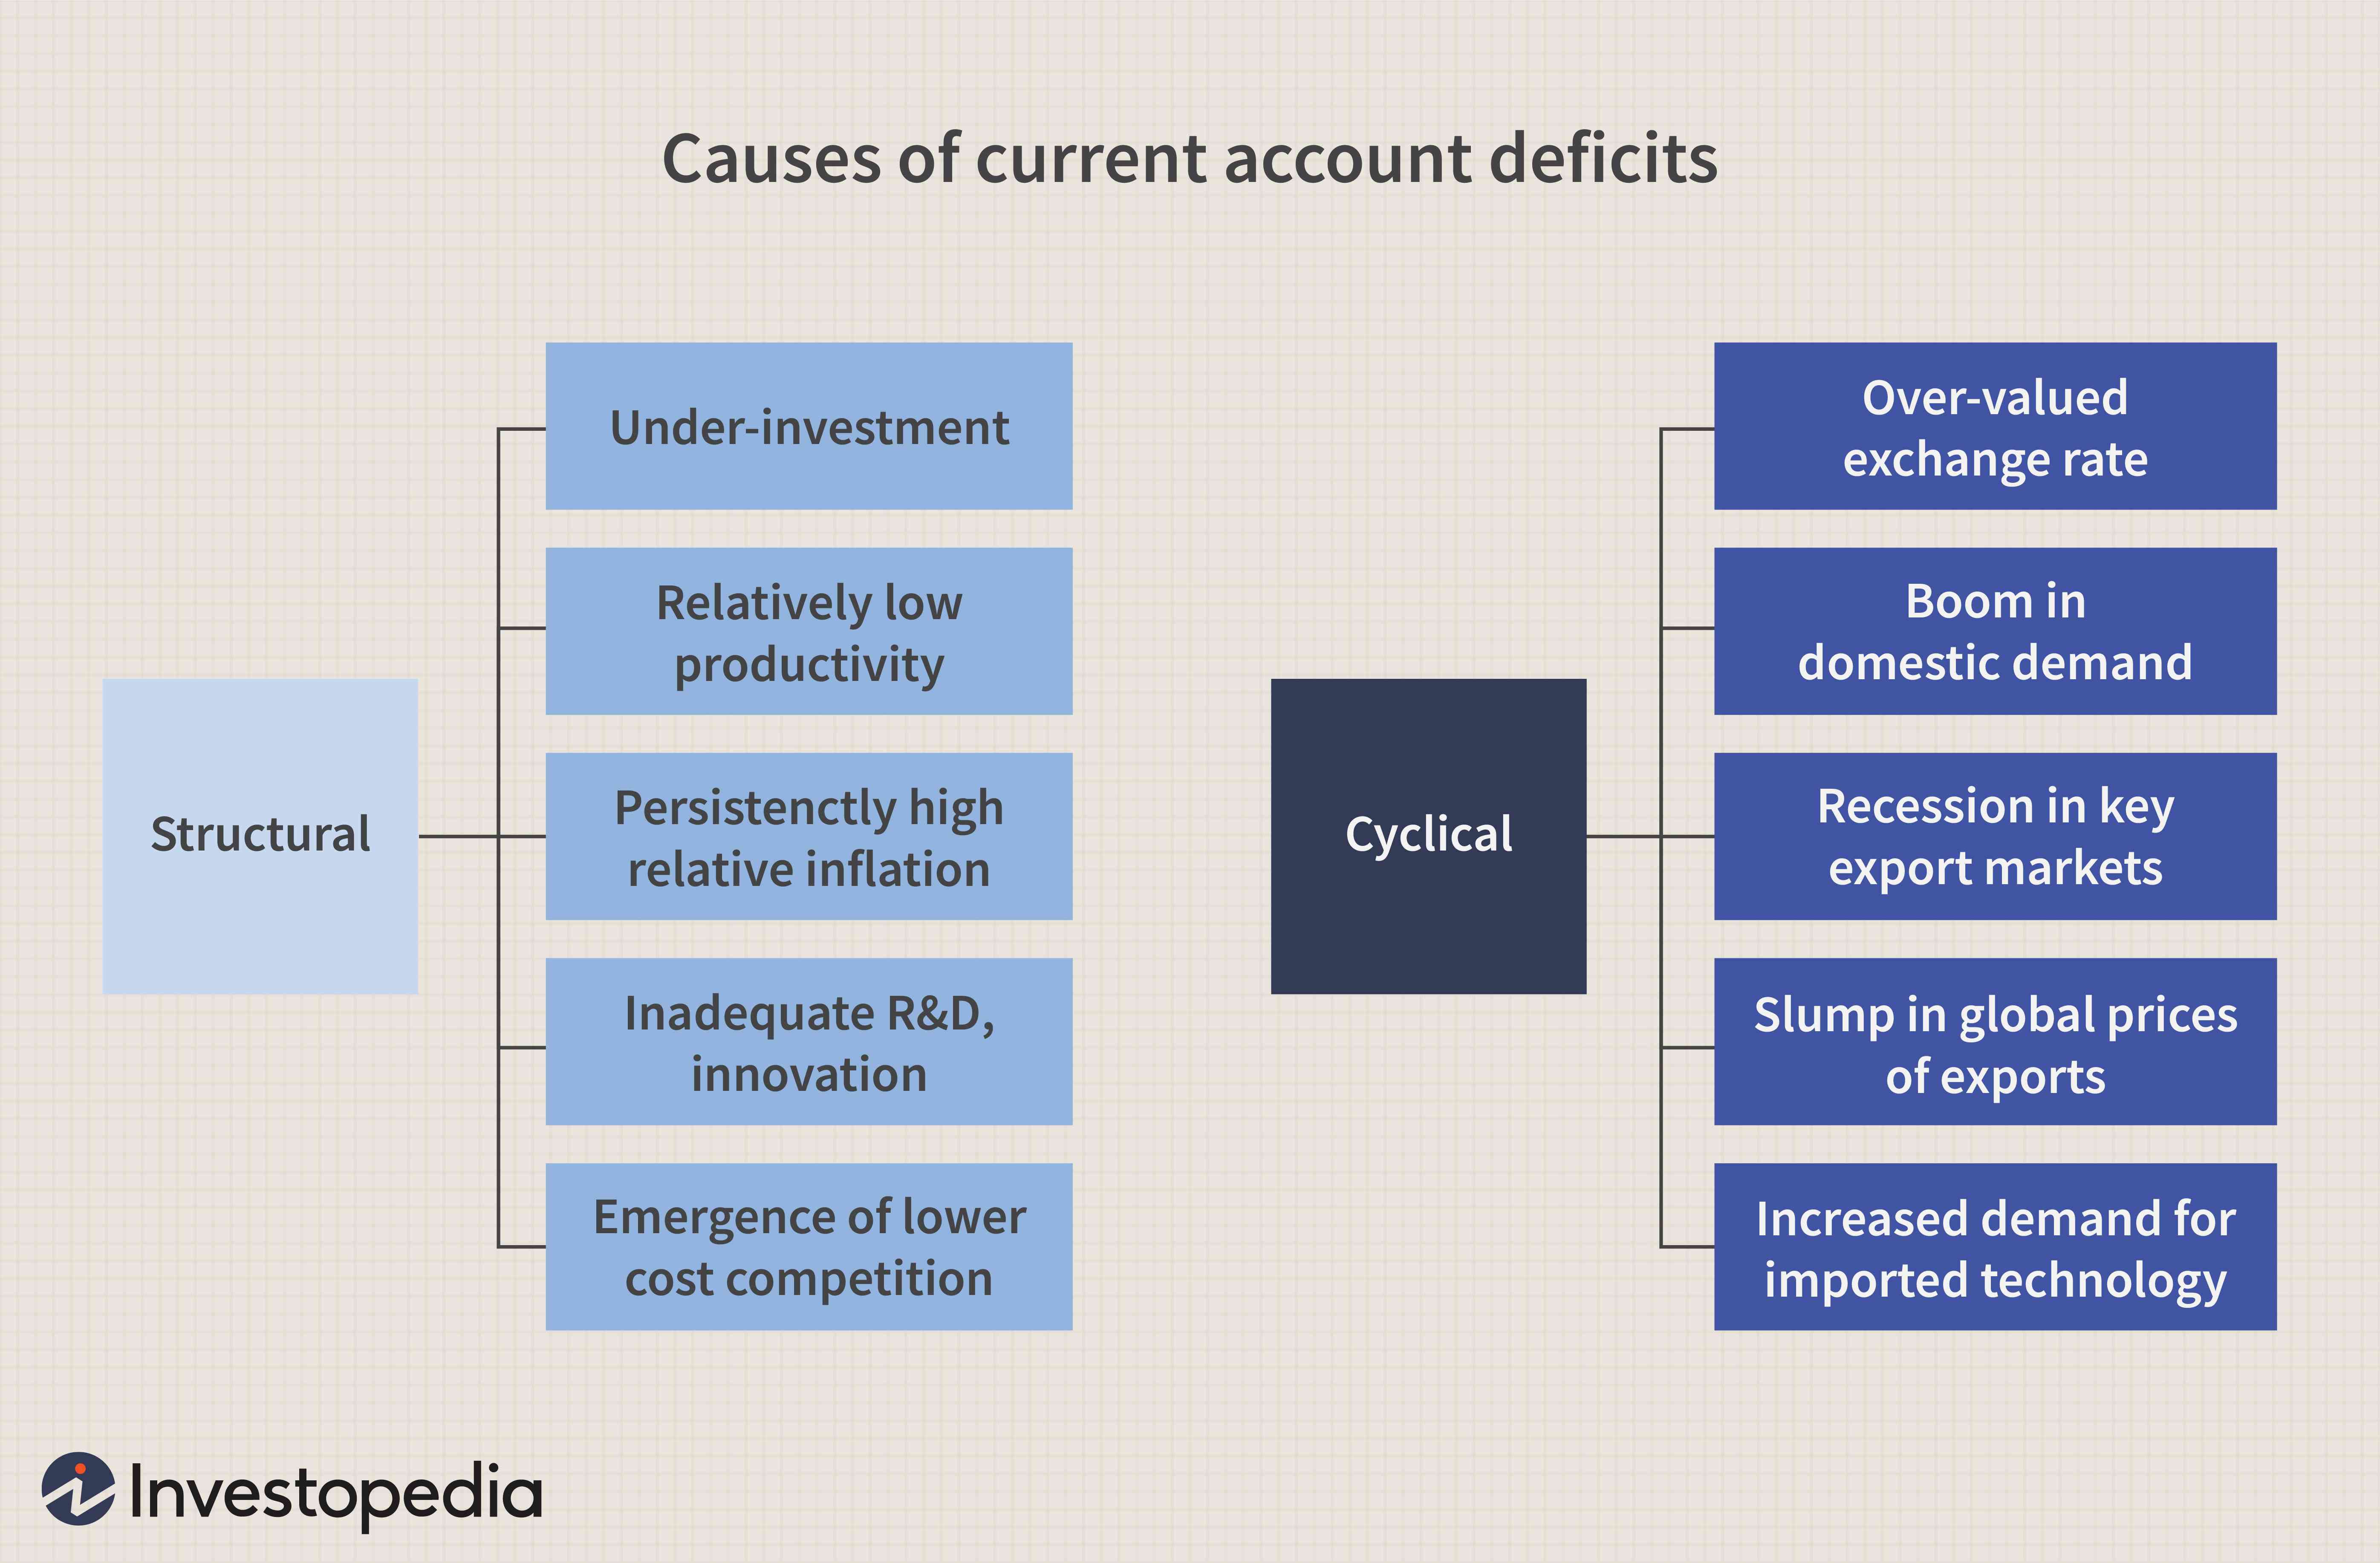 Causes of current account deficits
Structural
Under-investment
Relatively low
productivity
Persistenctly high
relative inflation
Inadequate R&D,
innovation
Emergence of lower
cost competition
Cyclical
Over-valued
exchange rate
Boom in
domestic demand
Recession in key
export markets
Slump in global prices
of exports
Increased demand for
imported technology
Investopedia